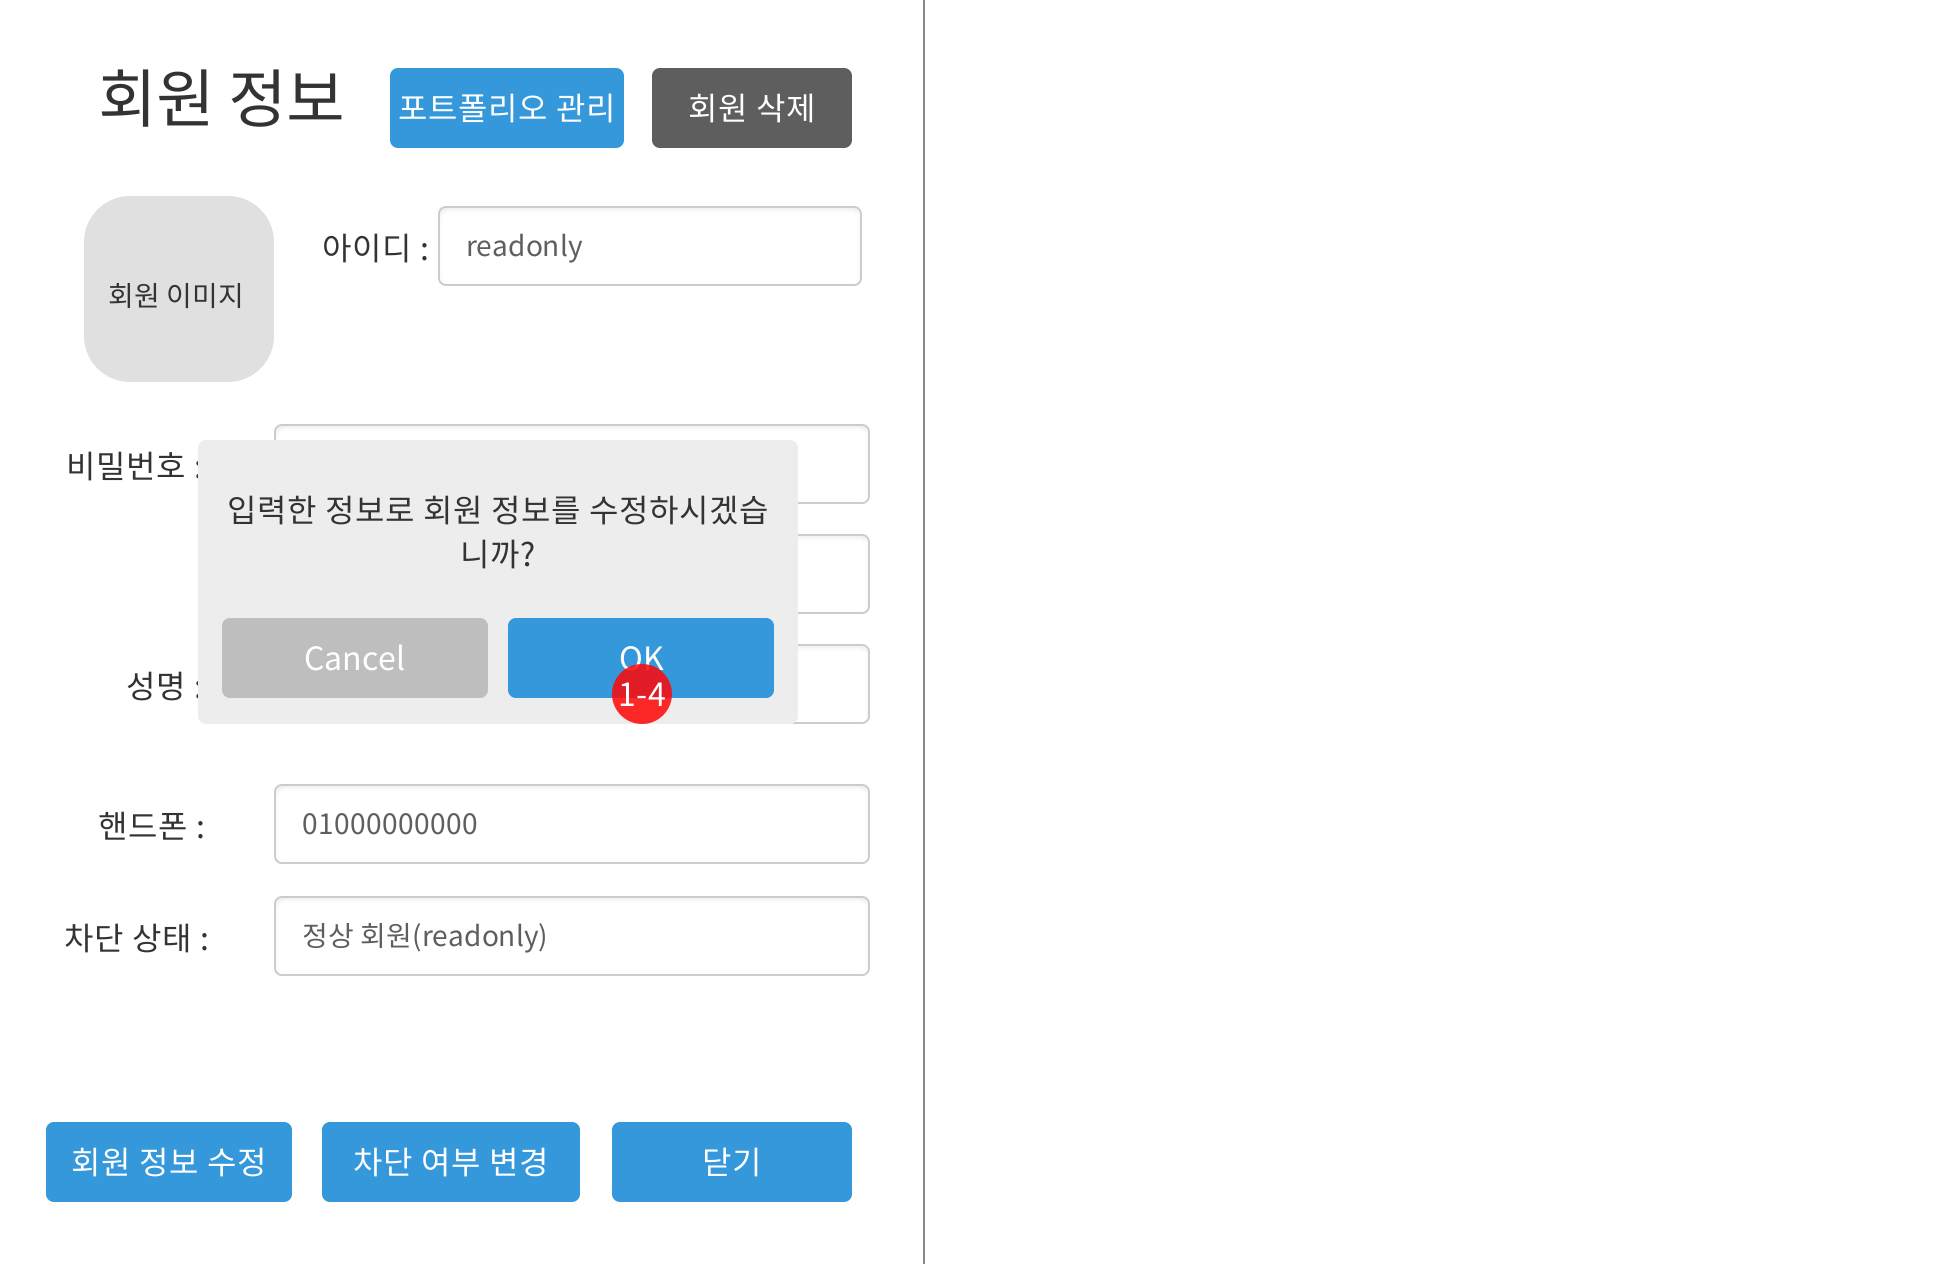 회원 정보
포트폴리오 관리
회원 삭제
회원 이미지
아이디 :
readonly
비밀번호 :
입력한 정보로 회원 정보를 수정하시겠습
니까?
Cancel
OK
1-4
성명 :
핸드폰 :
01000000000
차단 상태 :
정상 회원(readonly)
회원 정보 수정
차단 여부 변경
닫기